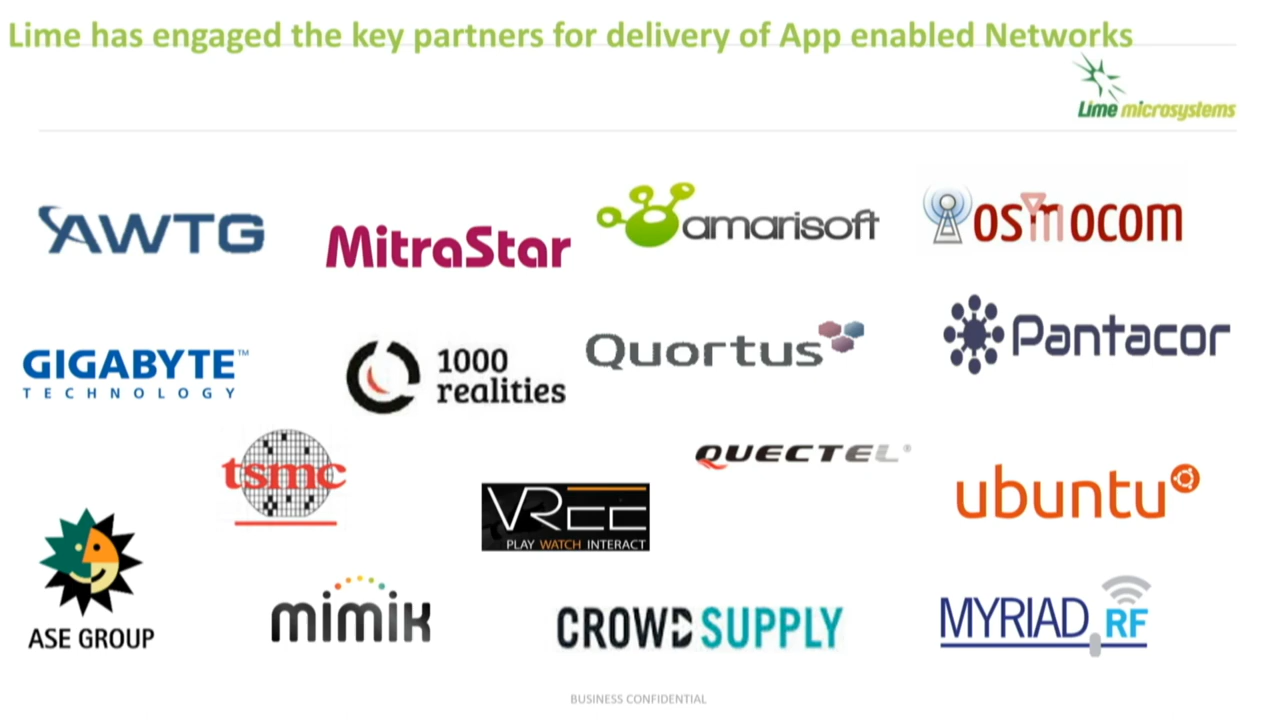 Lime has engaged the key partners for delivery of App enabled Networks
Lime microsystems
AWTG
MitraStar
amarisoft
osmocom
GIGABYTE™
TECHNOLOGY
1000
realities
Quortus
Pantacor
tsmc
VREE
PLAY WATCH INTERACT
QUECTEL®
ubuntu
ASE GROUP
mimik
CROWD SUPPLY
MYRIAD RF
BUSINESS CONFIDENTIAL